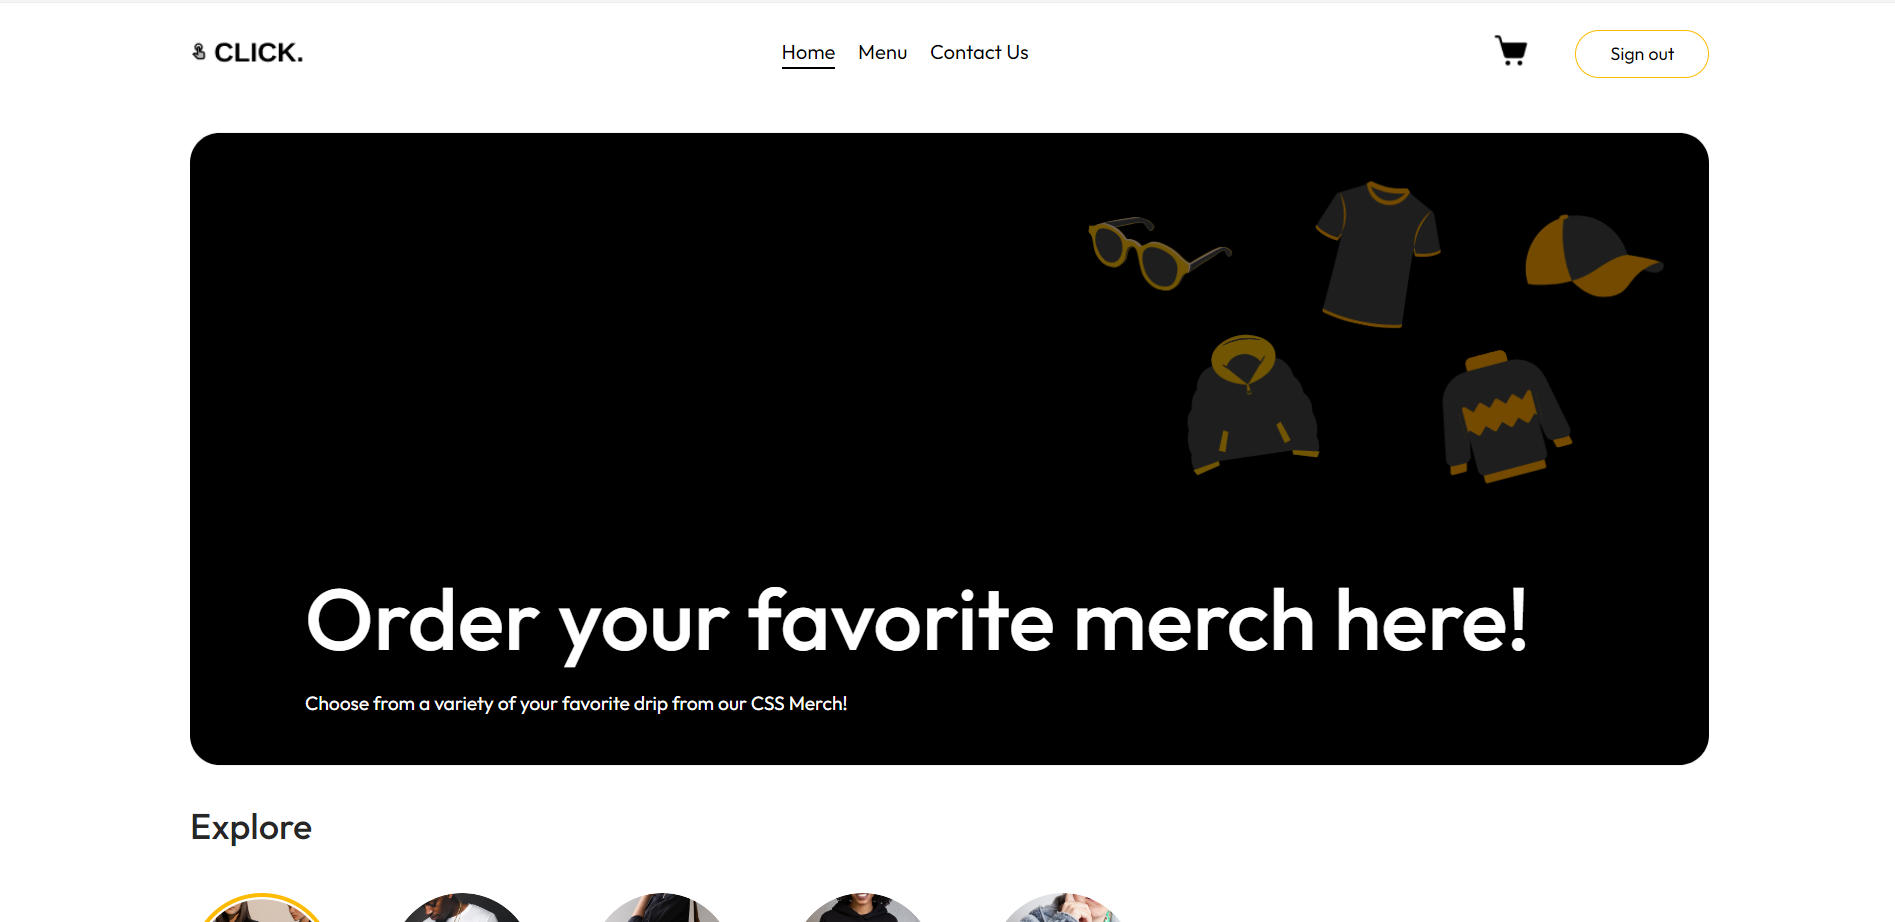 CLICK.
Home Menu Contact Us
Sign out
Order your favorite merch here!
Choose from a variety of your favorite drip from our CSS Merch!
Explore